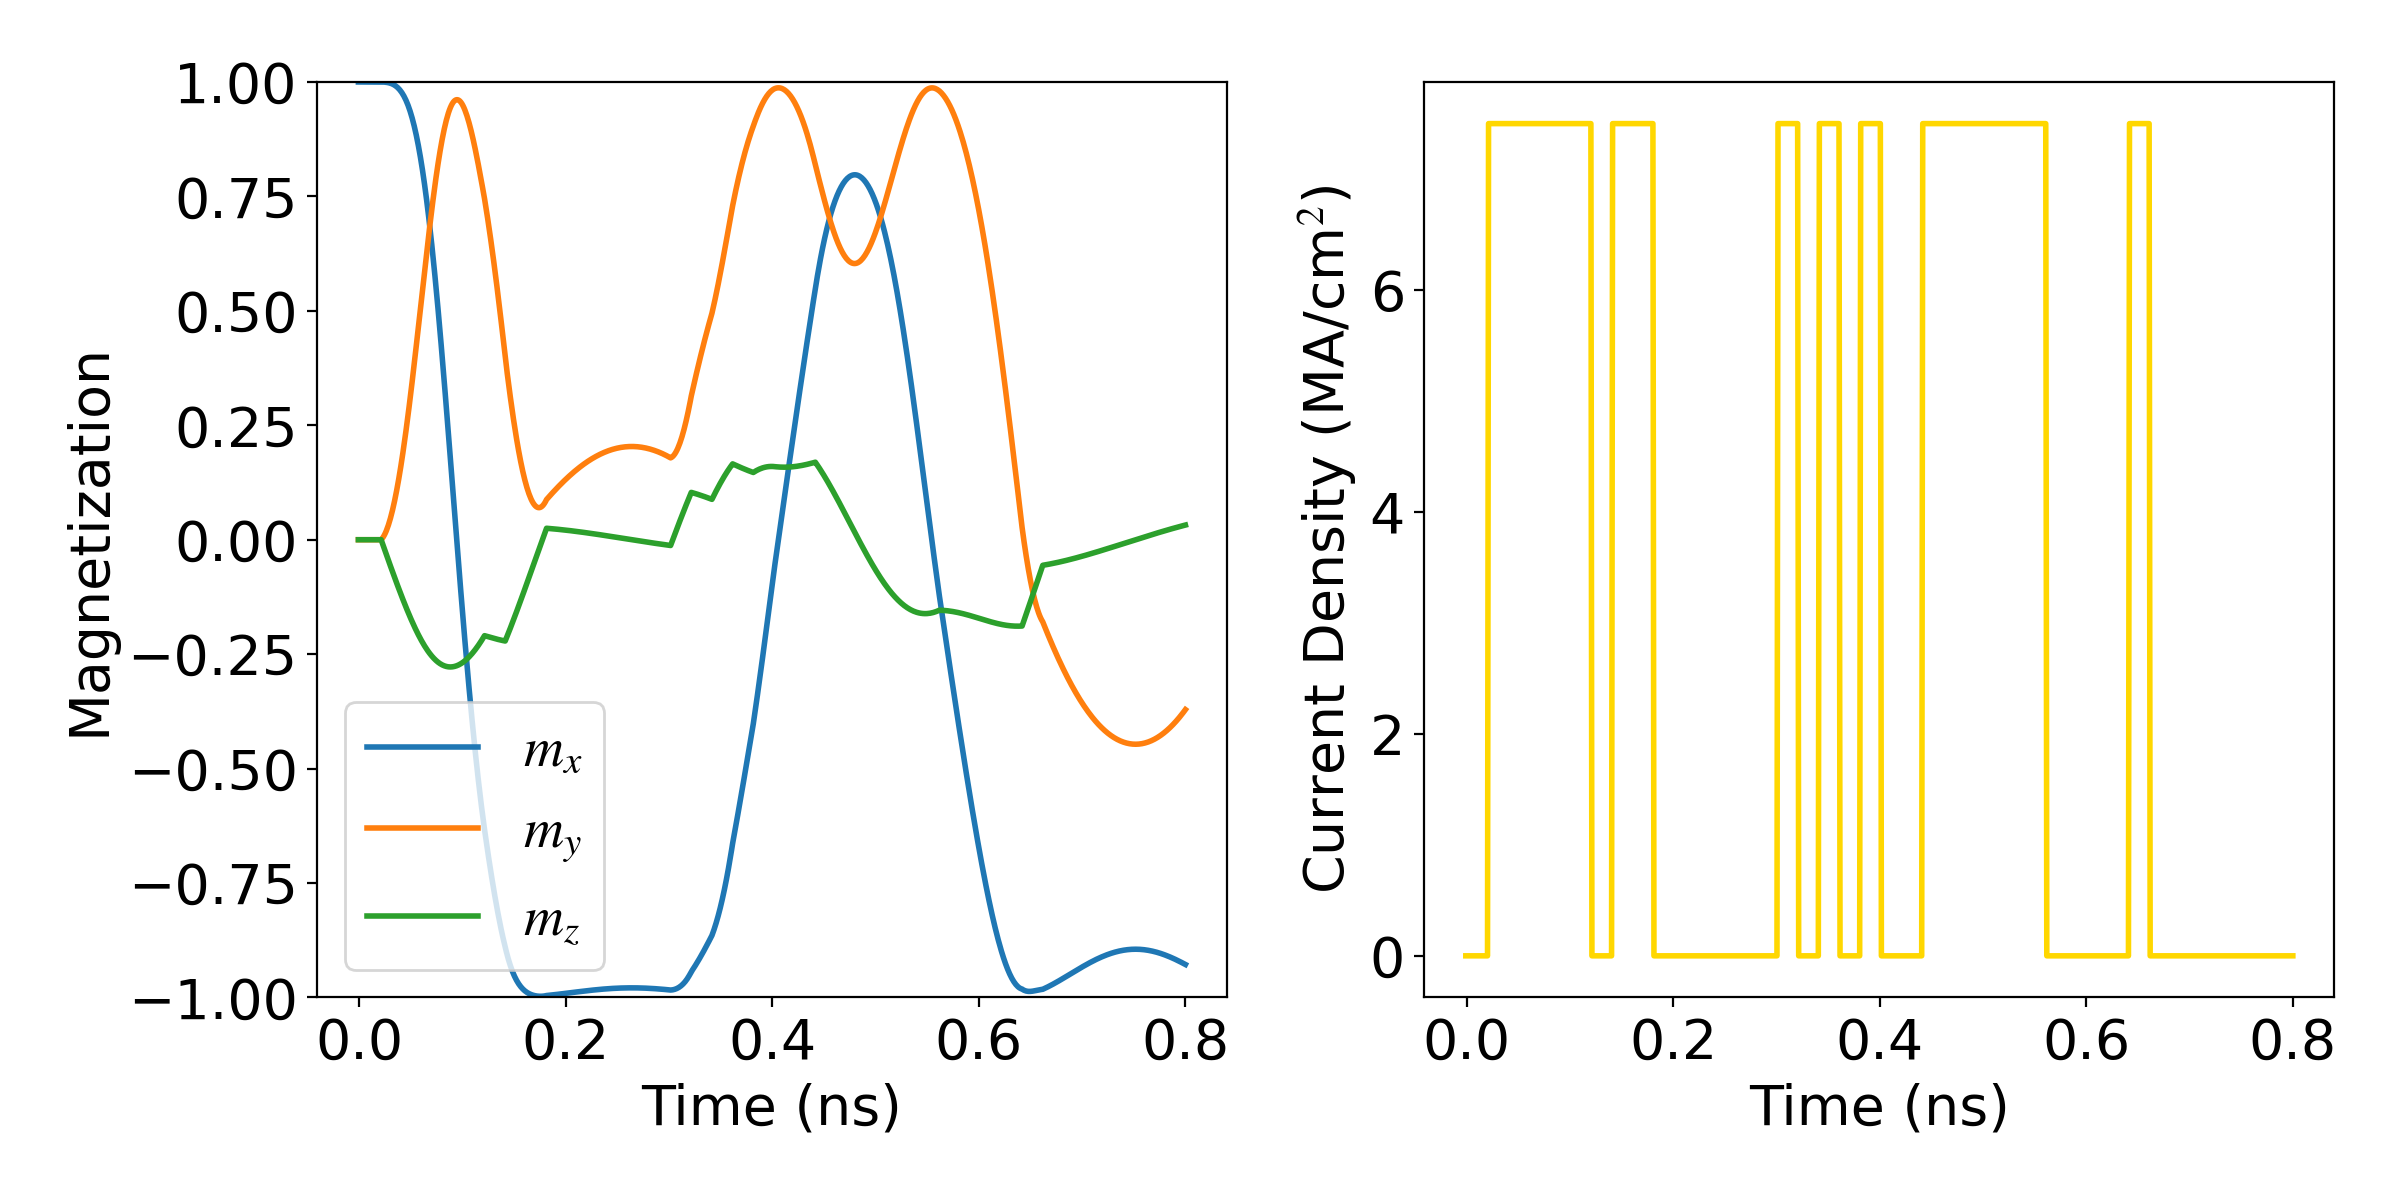 1.00
0.75
0.50
0.25
0.00
−0.25
−0.50
−0.75
−1.00
Magnetization
m_x
m_y
m_z
0.0 0.2 0.4 0.6 0.8
Time (ns)
6
4
2
0
Current Density (MA/cm²)
0.0 0.2 0.4 0.6 0.8
Time (ns)